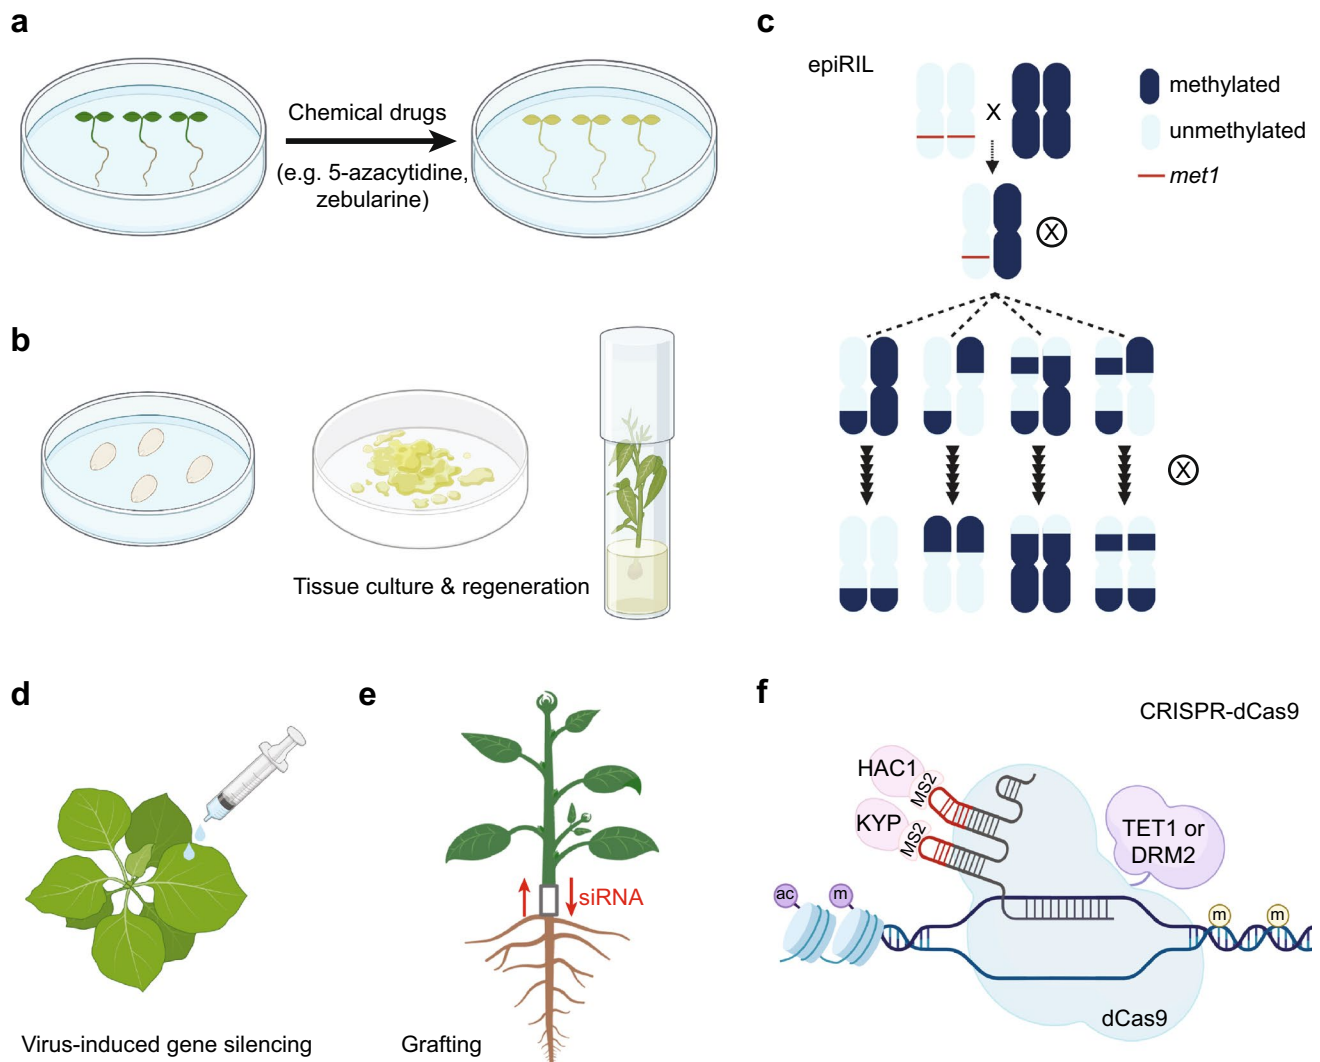 a
Chemical drugs
(e.g. 5-azacytidine,
zebularine)
b
Tissue culture & regeneration
c
epiRIL
X
methylated
unmethylated
met1
X
X
d
Virus-induced gene silencing
e
siRNA
Grafting
f
CRISPR-dCas9
HAC1
MS2
KYP
MS2
TET1 or
DRM2
ac
m
m
m
dCas9